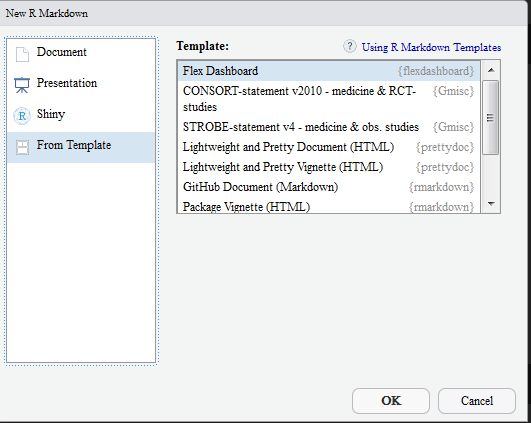 New R Markdown
Document
Presentation
R Shiny
From Template
Template:
? Using R Markdown Templates
Flex Dashboard {flexdashboard}
CONSORT-statement v2010 - medicine & RCT- {Gmisc}
studies
STROBE-statement v4 - medicine & obs. studies {Gmisc}
Lightweight and Pretty Document (HTML) {prettydoc}
Lightweight and Pretty Vignette (HTML) {prettydoc}
GitHub Document (Markdown) {rmarkdown}
Package Vignette (HTML) {rmarkdown}
OK
Cancel